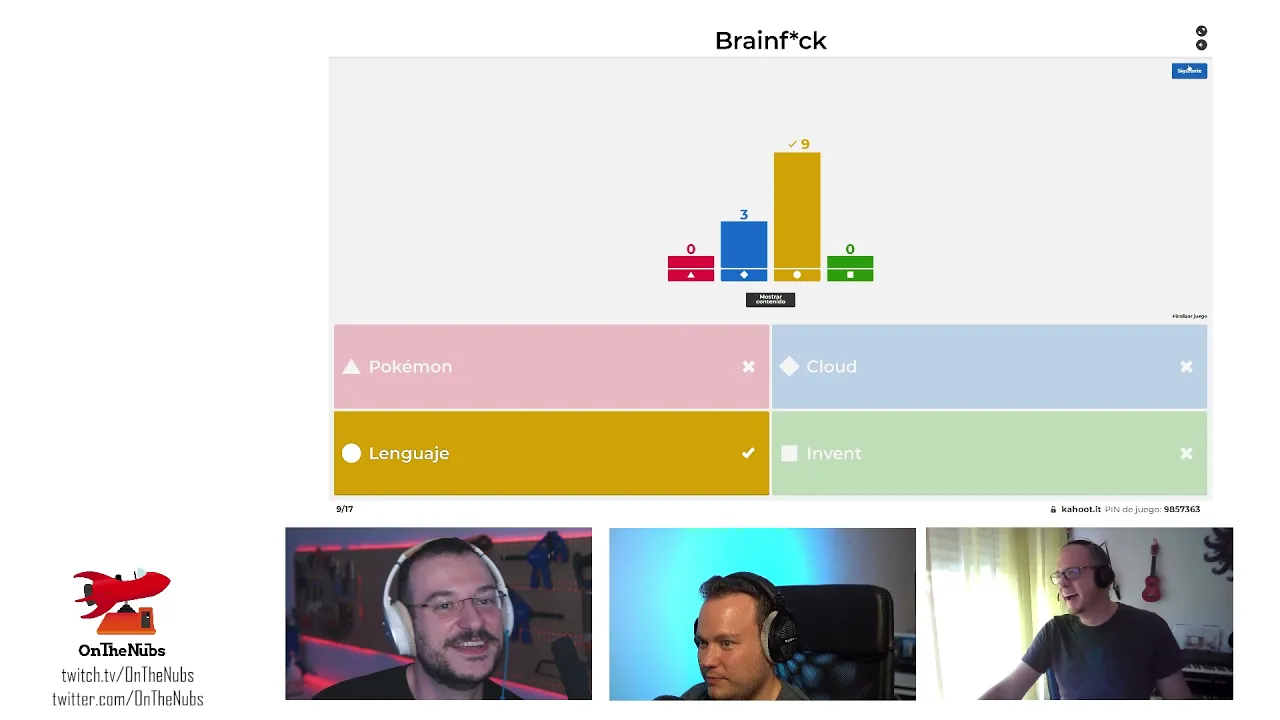 Brainf*ck
Siguiente
9
3
0
0
Mostrar
contenido
Finalizar juego
Pokémon
Cloud
Lenguaje
Invent
9/17
kahoot.it PIN de juego: 9857363
OnTheNubs
twitch.tv/OnTheNubs
twitter.com/OnTheNubs